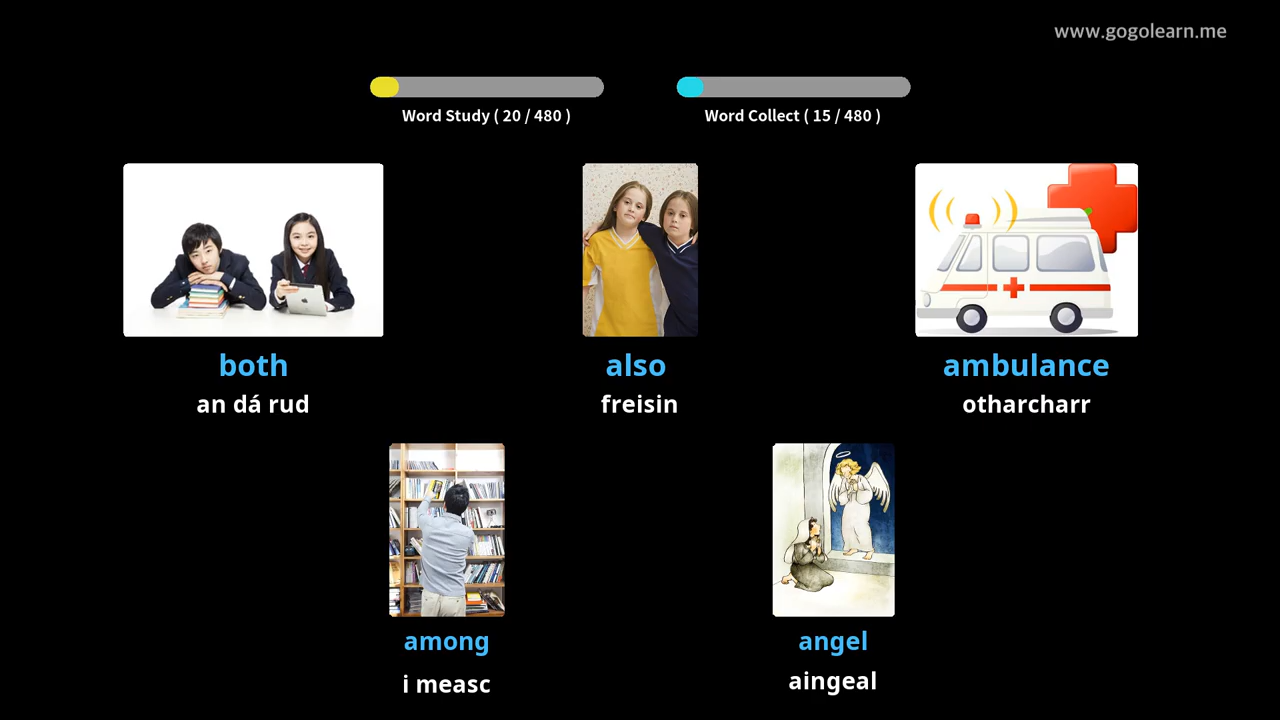 www.gogolearn.me
Word Study ( 20 / 480 )
Word Collect ( 15 / 480 )
both
also
ambulance
an dá rud
freisin
otharcharr
among
angel
i measc
aingeal